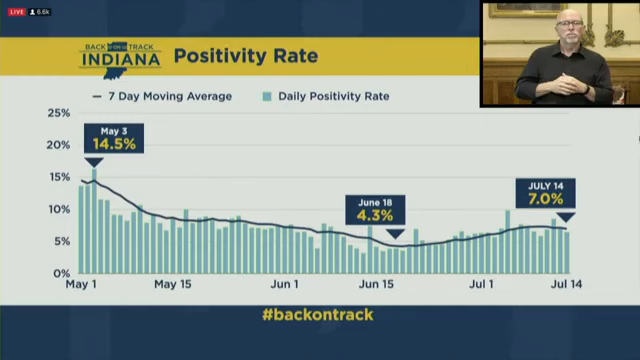 LIVE 6.6k
BACK ON TRACK
INDIANA
Positivity Rate
7 Day Moving Average
Daily Positivity Rate
25%
20%
15%
10%
5%
0%
May 3
14.5%
June 18
4.3%
JULY 14
7.0%
May 1
May 15
Jun 1
Jun 15
Jul 1
Jul 14
#backontrack